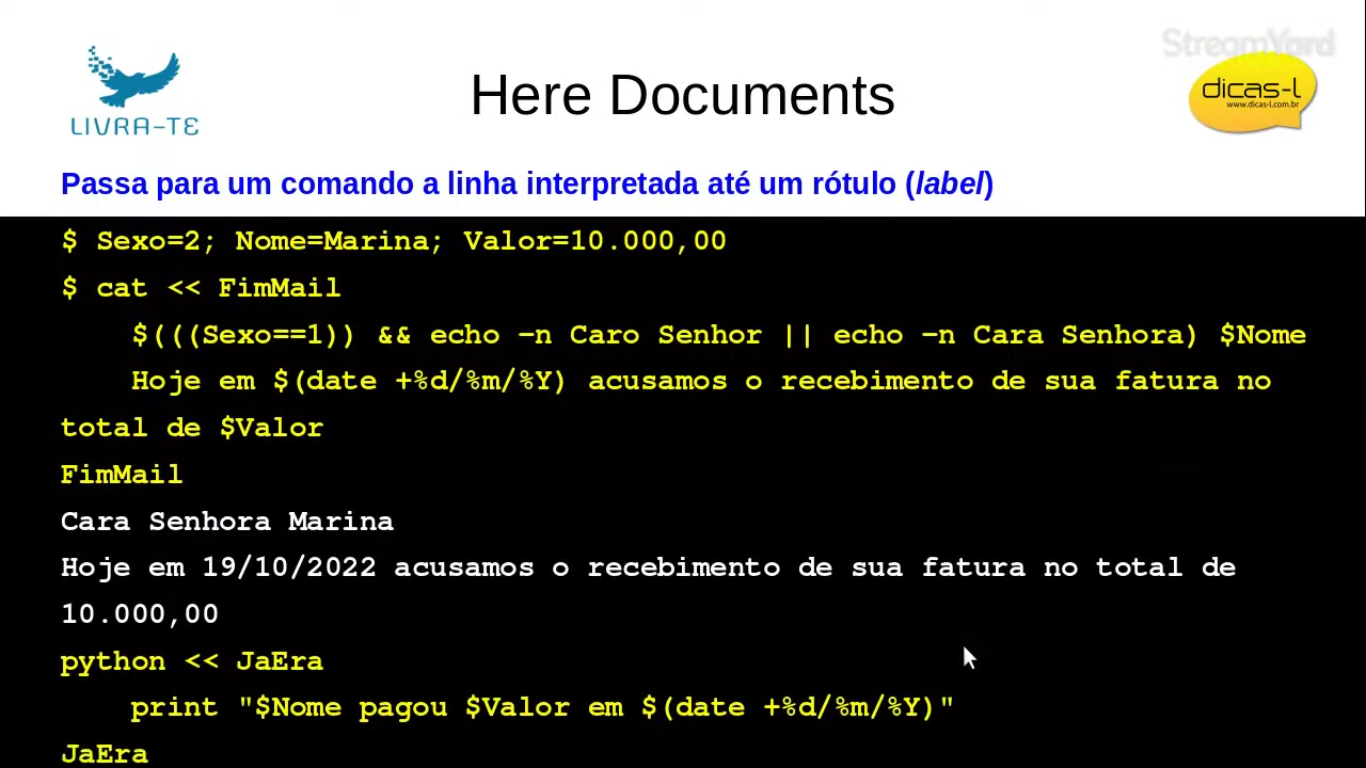 StreamYard
LIVRA-TE
Here Documents
dicas-l
www.dicas-l.com.br
Passa para um comando a linha interpretada até um rótulo (label)
$ Sexo=2; Nome=Marina; Valor=10.000,00
$ cat << FimMail
$(((Sexo==1)) && echo -n Caro Senhor || echo -n Cara Senhora) $Nome
Hoje em $(date +%d/%m/%Y) acusamos o recebimento de sua fatura no
total de $Valor
FimMail
Cara Senhora Marina
Hoje em 19/10/2022 acusamos o recebimento de sua fatura no total de
10.000,00
python << JaEra
print "$Nome pagou $Valor em $(date +%d/%m/%Y)"
JaEra